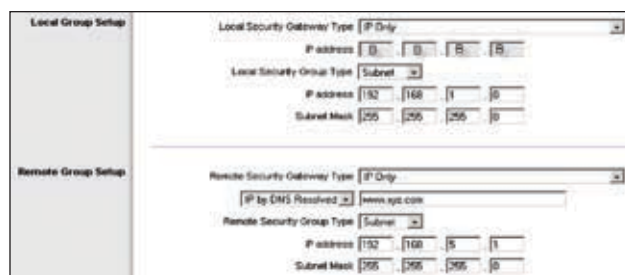 Local Group Setup
Local Security Gateway Type IP Only
IP address 0. 0. 0. 0.
Local Security Group Type Subnet
IP address 192 . 168 . 1 . 0
Subnet Mask 255 . 255 . 255 . 0
Remote Group Setup
Remote Security Gateway Type IP Only
IP by DNS Resolved www.xyz.com
Remote Security Group Type Subnet
IP address 192 . 168 . 5 . 1
Subnet Mask 255 . 255 . 255 . 0